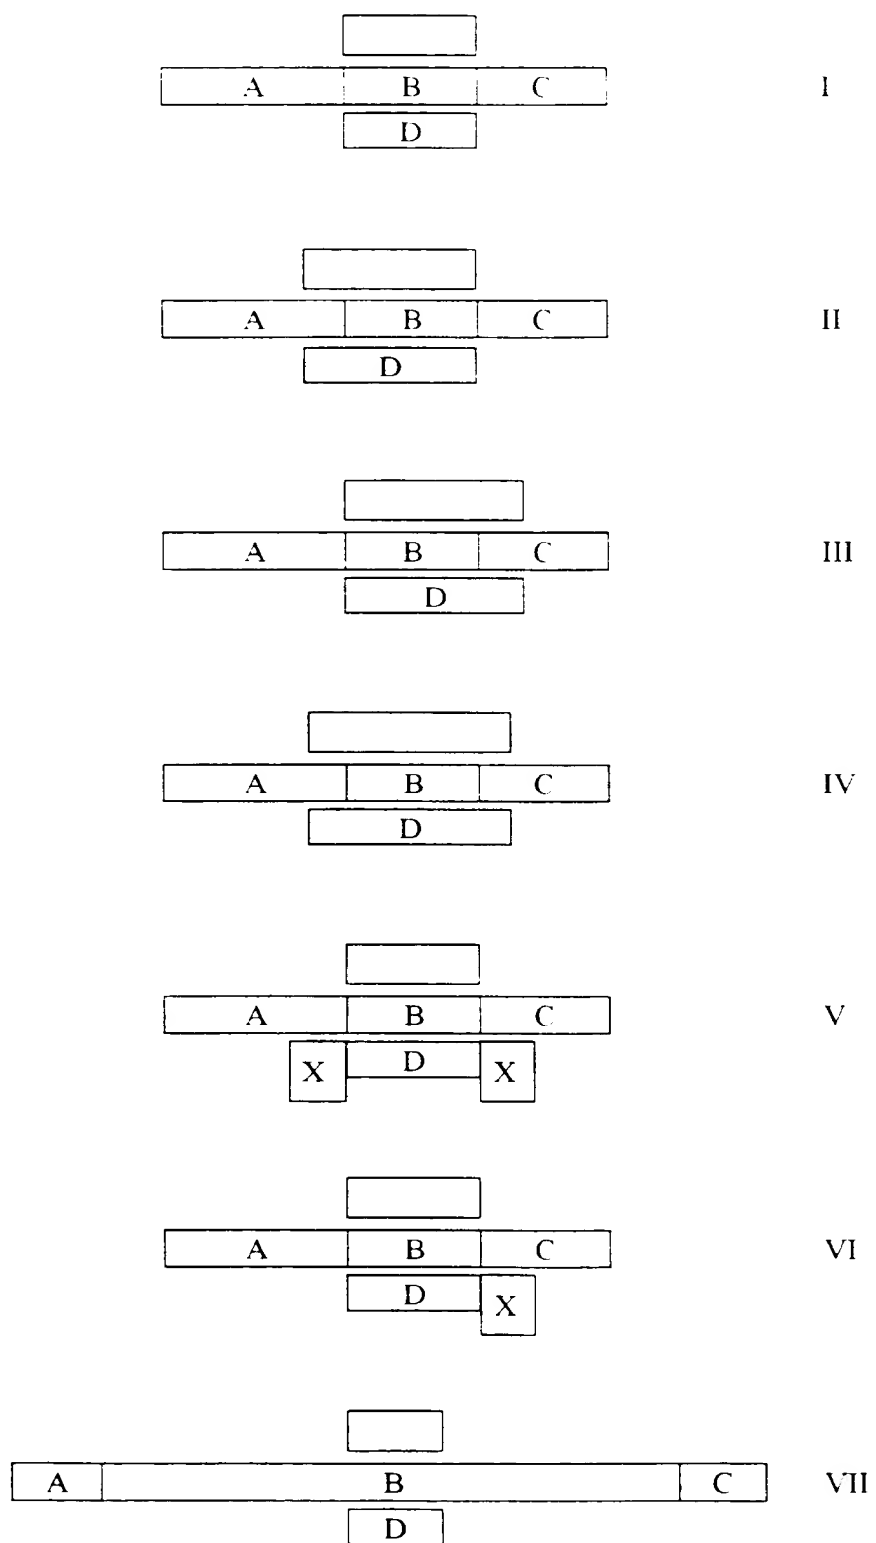 A B C I
D
A B C II
D
A B C III
D
A B C IV
D
A B C V
X D X
A B C VI
D X
A B C VII
D